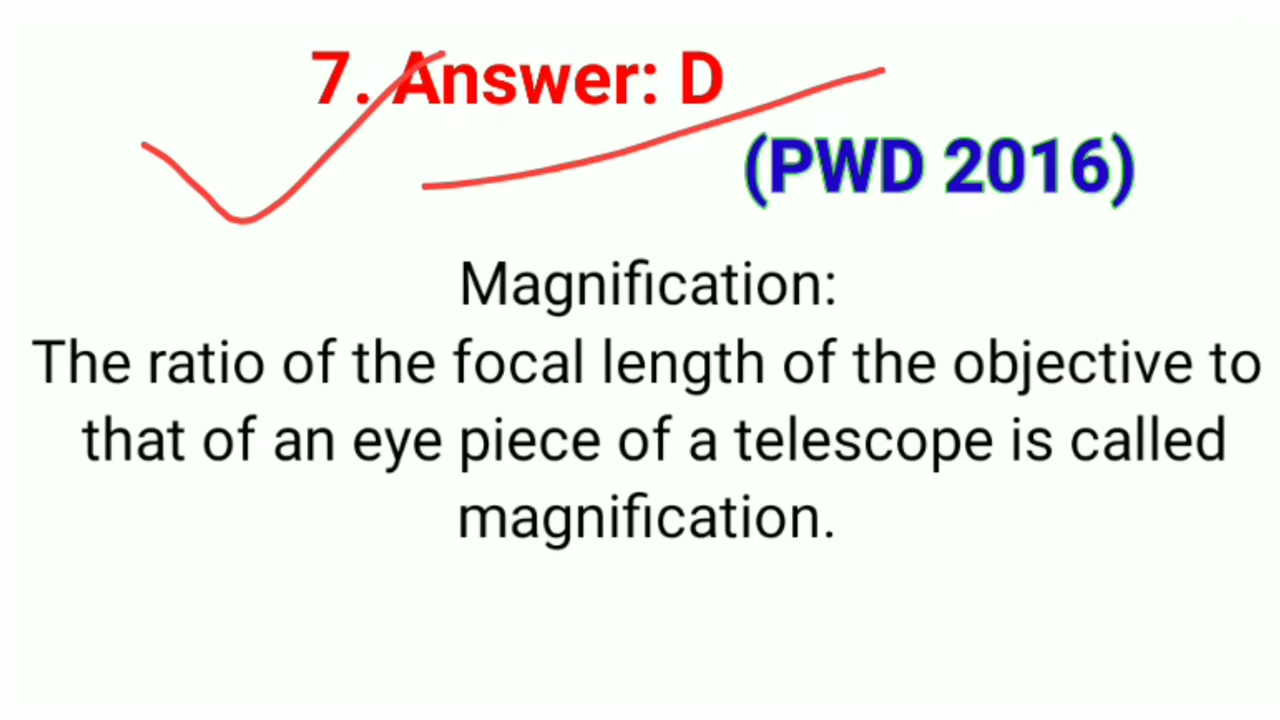 7. Answer: D
(PWD 2016)
Magnification:
The ratio of the focal length of the objective to
that of an eye piece of a telescope is called
magnification.